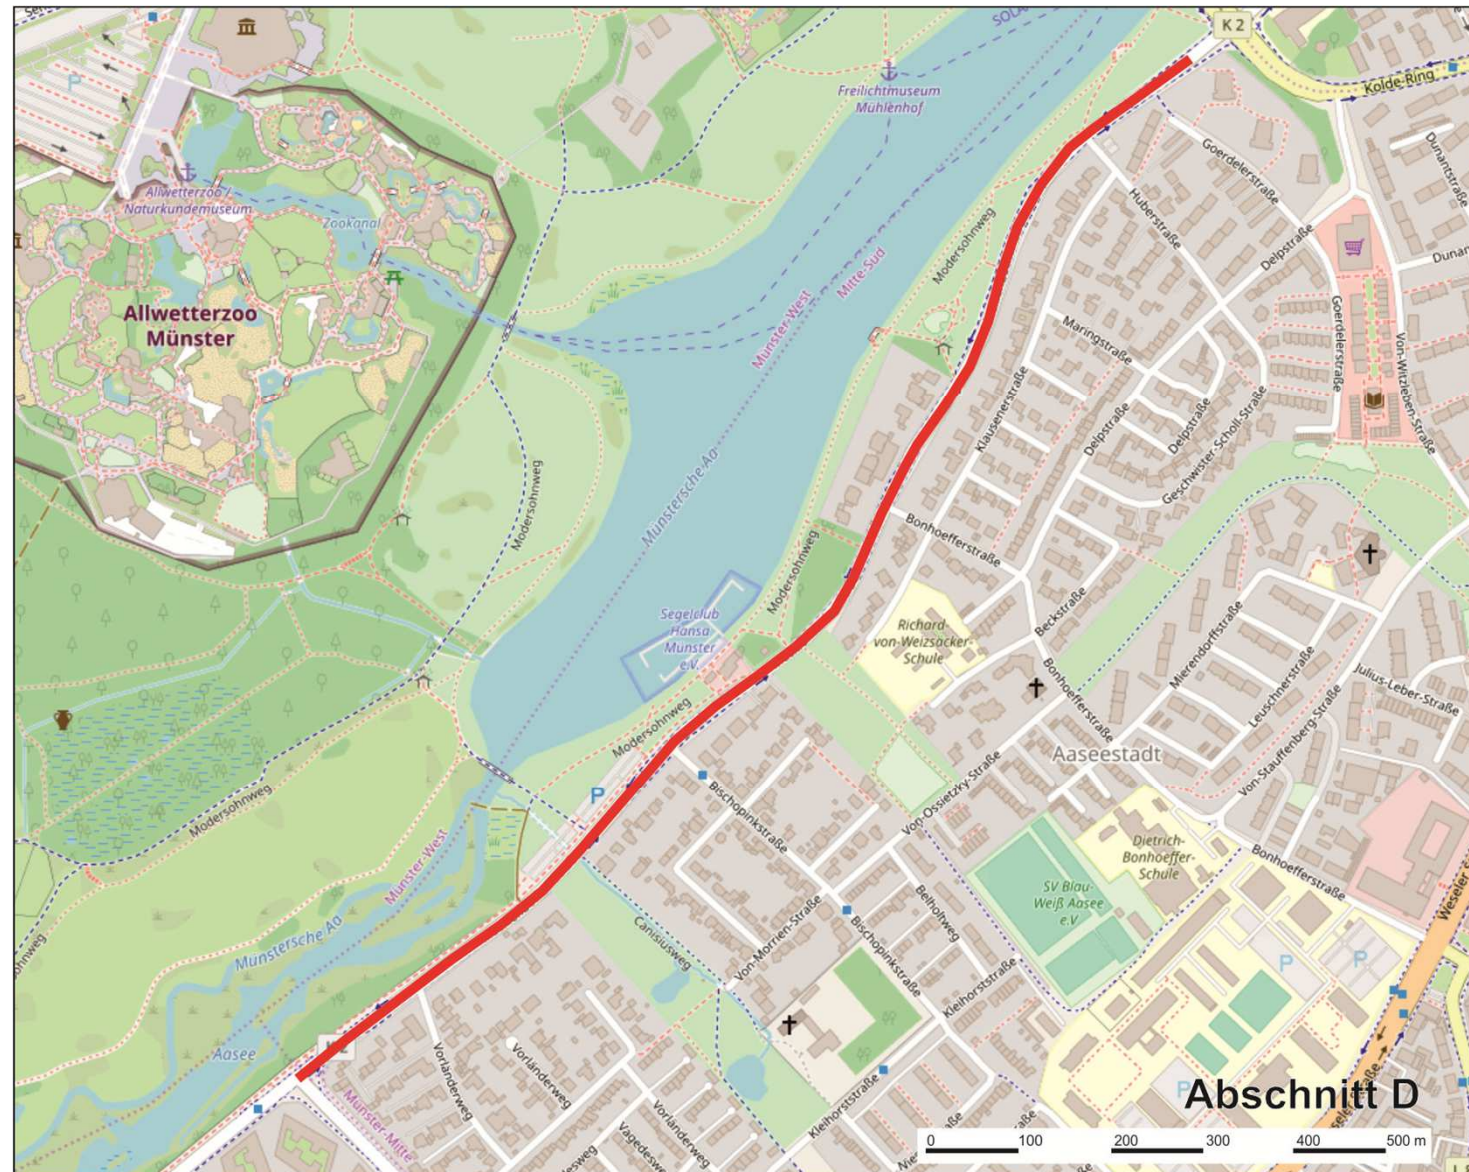 K 2
Kolde-Ring
P
Freilichtmuseum
Mühlenhof
Dunantstraße
Goerdelerstraße
Allwetterzoo /
Naturkundemuseum
Huberstraße
Zookanal
Modersohnweg
Delpstraße
Mitte-Süd
Münster-West
Allwetterzoo
Münster
Maringstraße
Goerdelerstraße
Von-Witzleben-Straße
Klausenerstraße
Delpstraße
Delpstraße
Geschwister-Scholl-Straße
Münstersche Aa
Modersohnweg
Bonhoefferstraße
Modersohnweg
Segelclub
Hansa
Münster
e.V.
Richard-
von-Weizsäcker-
Schule
Beckstraße
Mierendorffstraße
Bonhoefferstraße
Leuschnerstraße
Julius-Leber-Straße
Modersohnweg
Von-Stauffenberg-Straße
Aaseestadt
P
Modersohnweg
Bischopinkstraße
Von-Ossietzky-Straße
Münster-West
Dietrich-
Bonhoeffer-
Schule
Bonhoefferstraße
SV Blau-
Weiß Aasee
e.V
Belholtweg
Münstersche Aa
Canisiusweg
Von-Morrien-Straße
Bischopinkstraße
P
P
Kleihorststraße
Aasee
Vorländerweg
Vorländerweg
Vorländerweg
Münster-Mitte
Kleihorststraße
P
Abschnitt D
0 100 200 300 400 500 m